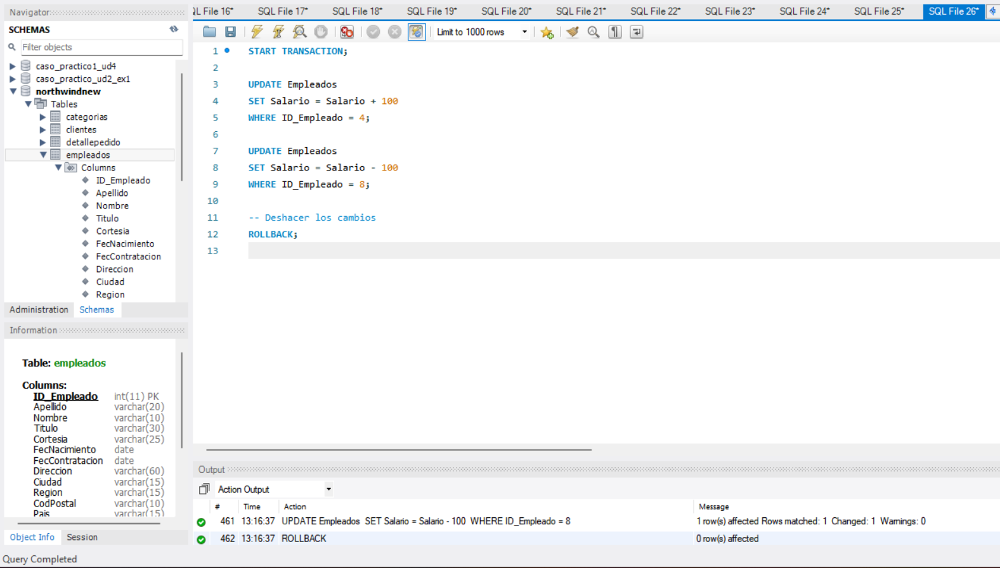 Navigator
SCHEMAS
Filter objects
caso_practico1_ud4
caso_practico_ud2_ex1
northwindnew
Tables
categorias
clientes
detallepedido
empleados
Columns
ID_Empleado
Apellido
Nombre
Titulo
Cortesia
FecNacimiento
FecContratacion
Direccion
Ciudad
Region
Administration Schemas
Information
Table: empleados
Columns:
ID_Empleado int(11) PK
Apellido varchar(20)
Nombre varchar(10)
Titulo varchar(30)
Cortesia varchar(25)
FecNacimiento date
FecContratacion date
Direccion varchar(60)
Ciudad varchar(15)
Region varchar(15)
CodPostal varchar(10)
Pais varchar(15)
Object Info Session
Query Completed
QL File 16* SQL File 17* SQL File 18* SQL File 19* SQL File 20* SQL File 21* SQL File 22* SQL File 23* SQL File 24* SQL File 25* SQL File 26*
Limit to 1000 rows
1 START TRANSACTION;
2
3 UPDATE Empleados
4 SET Salario = Salario + 100
5 WHERE ID_Empleado = 4;
6
7 UPDATE Empleados
8 SET Salario = Salario - 100
9 WHERE ID_Empleado = 8;
10
11 -- Deshacer los cambios
12 ROLLBACK;
13
Output
Action Output
# Time Action Message
461 13:16:37 UPDATE Empleados SET Salario = Salario - 100 WHERE ID_Empleado = 8 1 row(s) affected Rows matched: 1 Changed: 1 Warnings: 0
462 13:16:37 ROLLBACK 0 row(s) affected